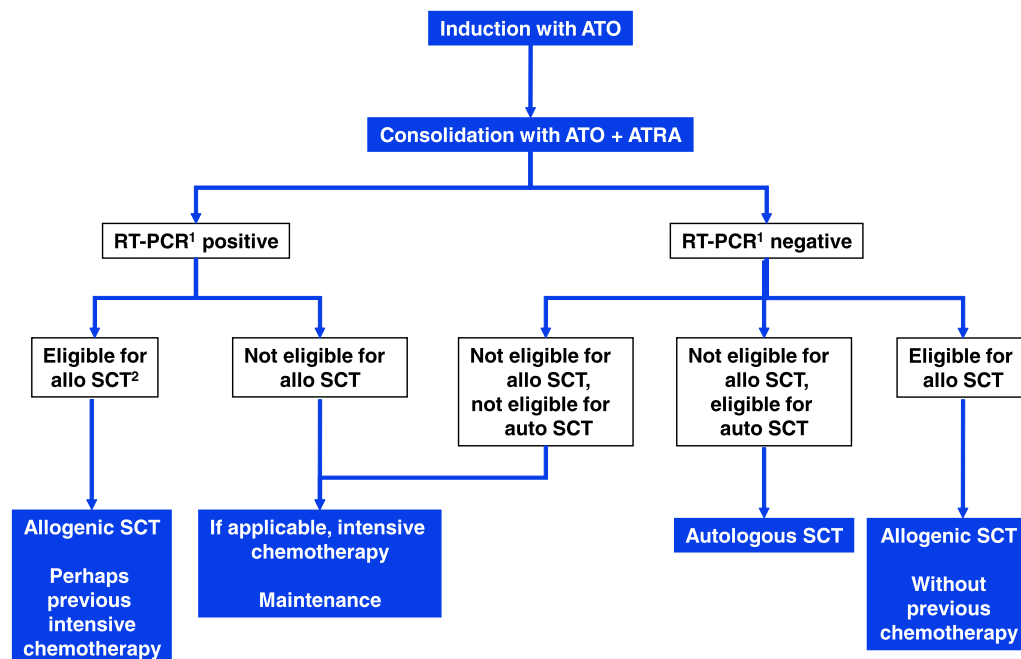 Induction with ATO
Consolidation with ATO + ATRA
RT-PCR¹ positive
RT-PCR¹ negative
Eligible for
allo SCT²
Not eligible for
allo SCT
Not eligible for
allo SCT,
not eligible for
auto SCT
Not eligible for
allo SCT,
eligible for
auto SCT
Eligible for
allo SCT
Allogenic SCT
Perhaps
previous
intensive
chemotherapy
If applicable, intensive
chemotherapy
Maintenance
Autologous SCT
Allogenic SCT
Without
previous
chemotherapy